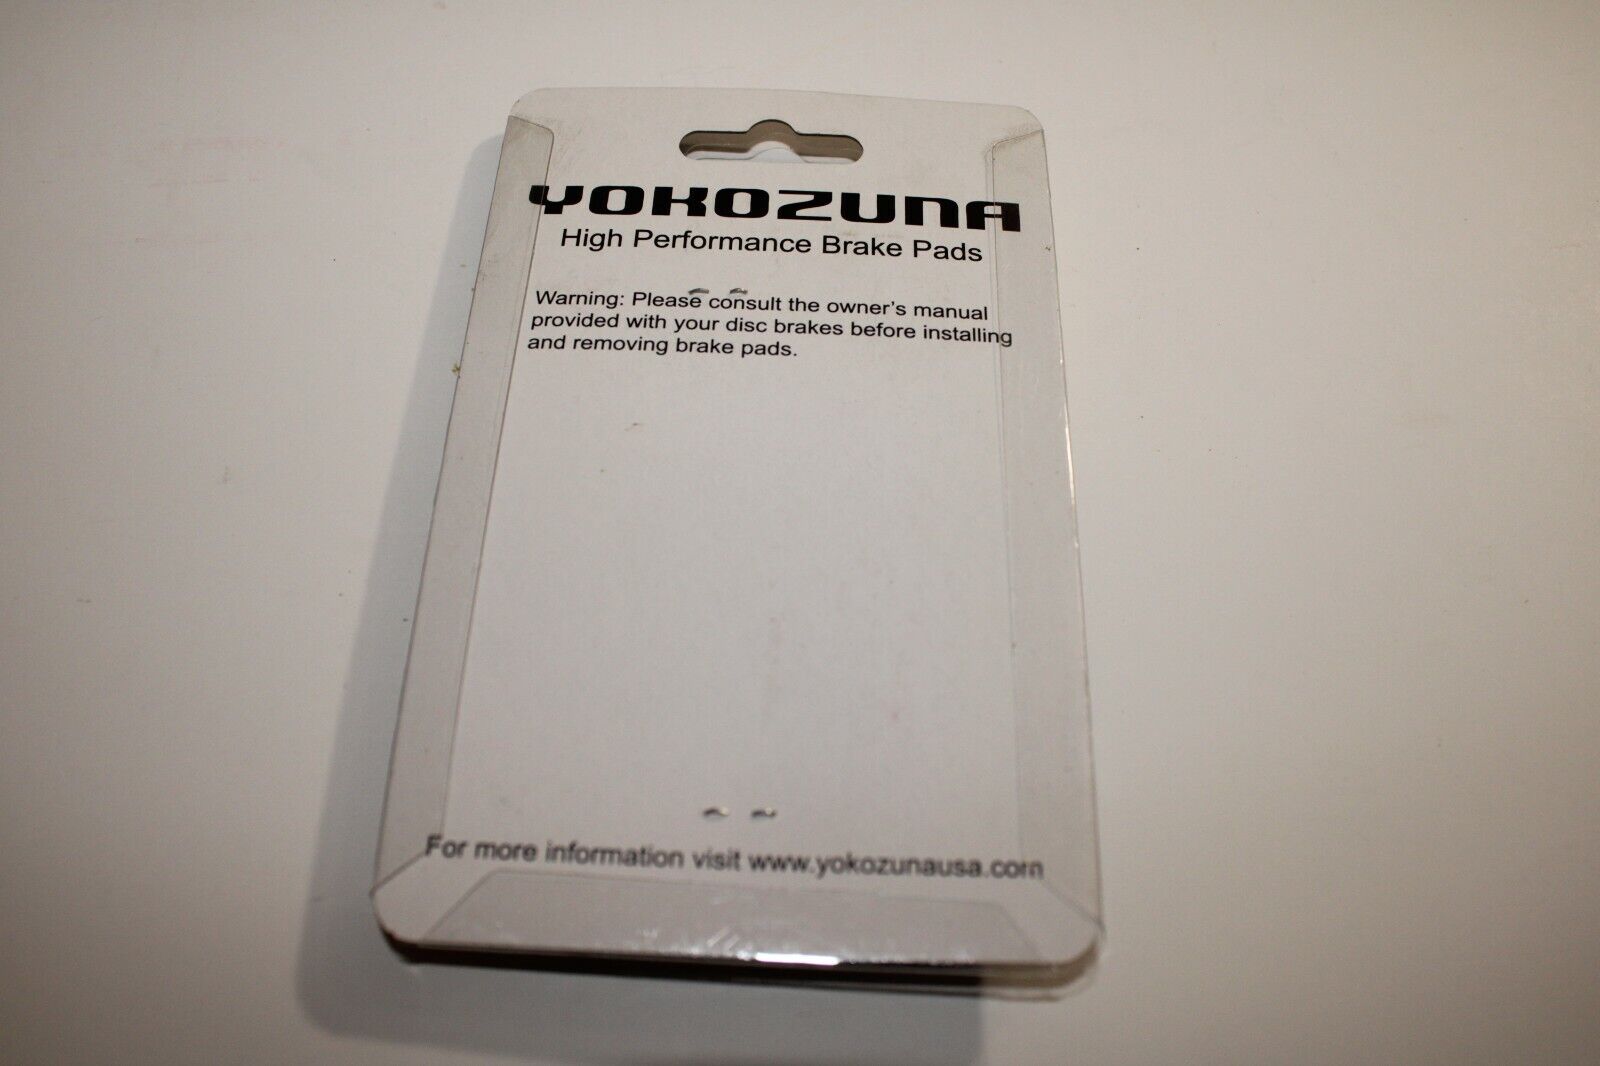 YOKOZUNA
High Performance Brake Pads
Warning: Please consult the owner's manual
provided with your disc brakes before installing
and removing brake pads.
For more information visit www.yokozunausa.com